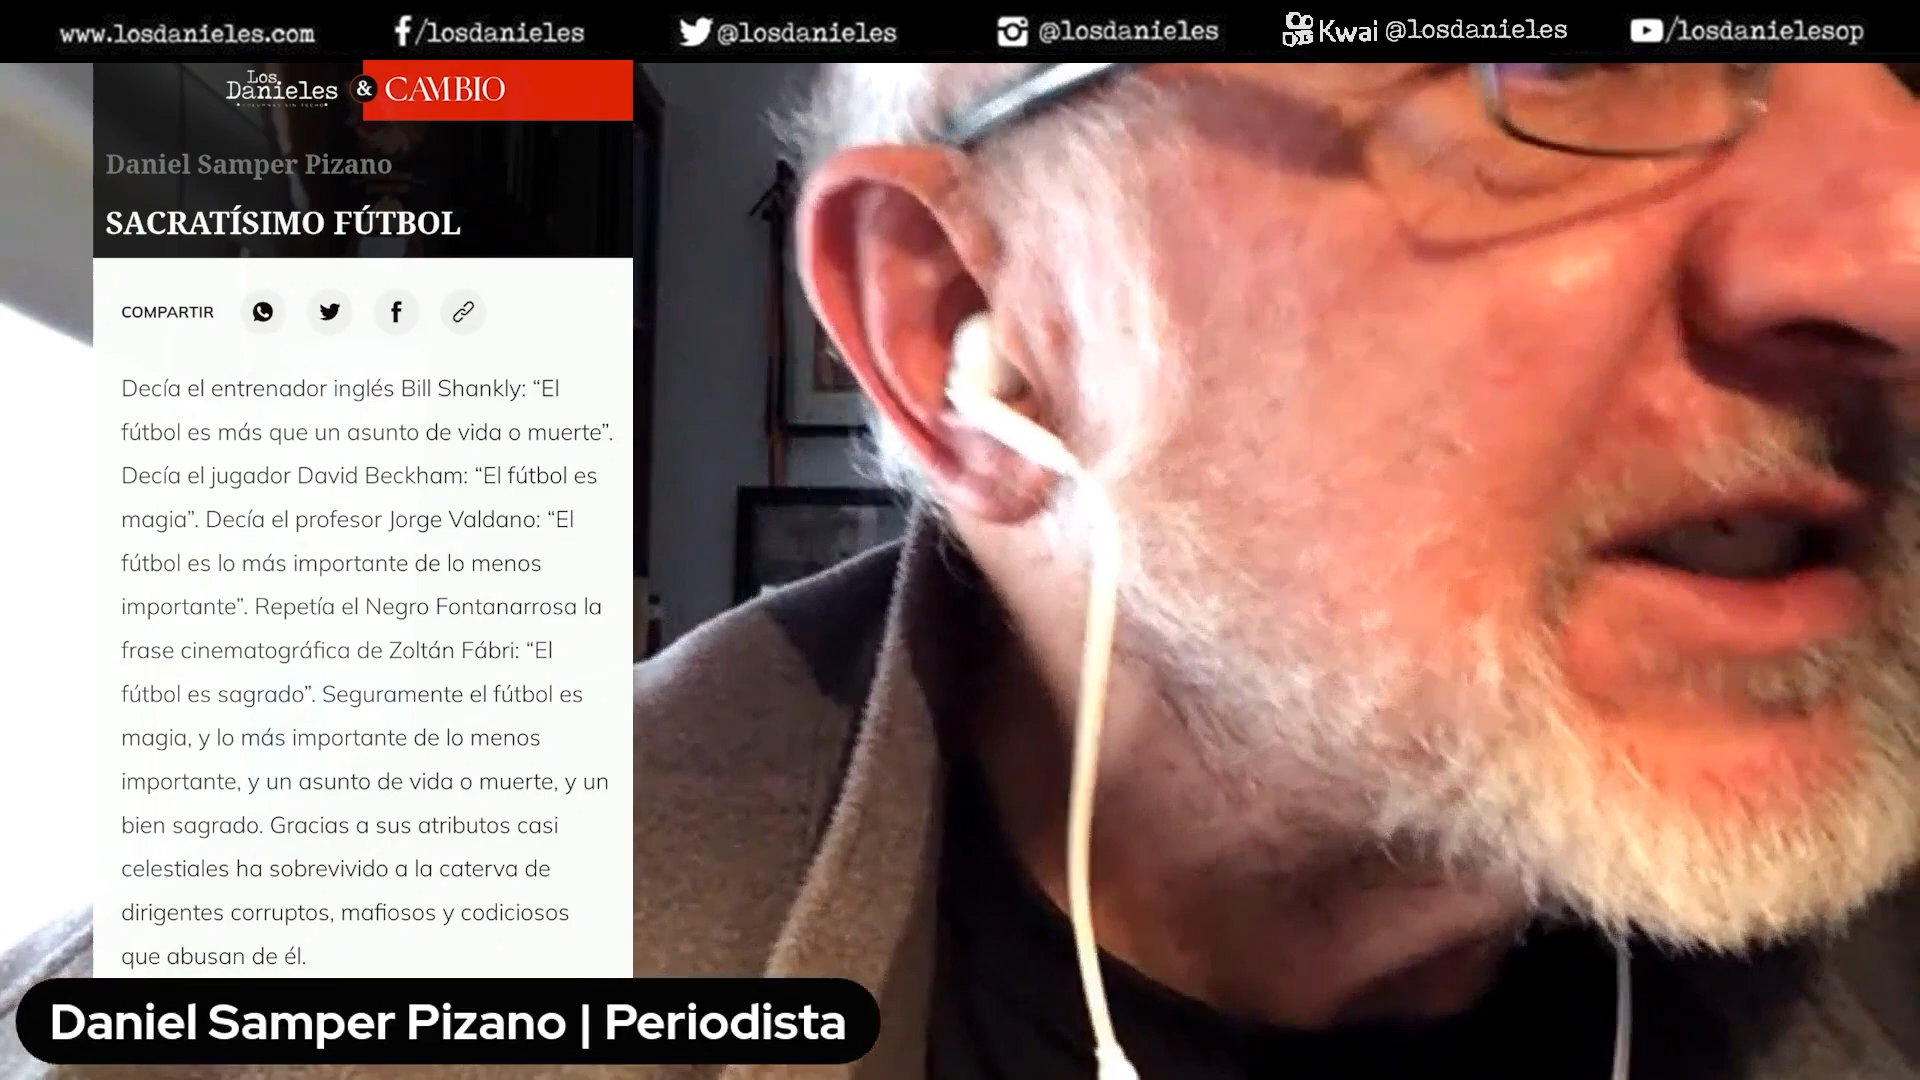 www.losdanieles.com
/losdanieles
@losdanieles
@losdanieles
Kwai @losdanieles
/losdanielesop
Los Danieles & CAMBIO
Daniel Samper Pizano
SACRATÍSIMO FÚTBOL
COMPARTIR
Decía el entrenador inglés Bill Shankly: “El
fútbol es más que un asunto de vida o muerte”.
Decía el jugador David Beckham: “El fútbol es
magia”. Decía el profesor Jorge Valdano: “El
fútbol es lo más importante de lo menos
importante”. Repetía el Negro Fontanarrosa la
frase cinematográfica de Zoltán Fábri: “El
fútbol es sagrado”. Seguramente el fútbol es
magia, y lo más importante de lo menos
importante, y un asunto de vida o muerte, y un
bien sagrado. Gracias a sus atributos casi
celestiales ha sobrevivido a la caterva de
dirigentes corruptos, mafiosos y codiciosos
que abusan de él.
Daniel Samper Pizano | Periodista